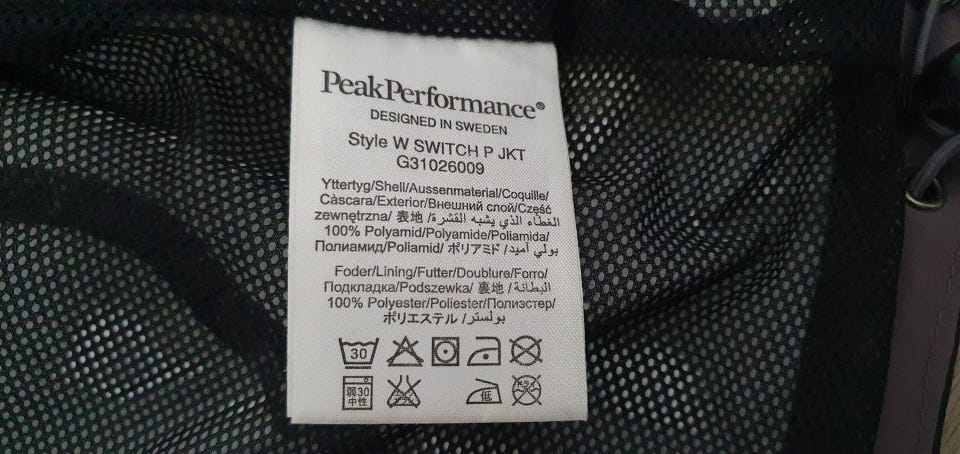 PeakPerformance®
DESIGNED IN SWEDEN
Style W SWITCH P JKT
G31026009
Yttertyg/Shell/Aussenmaterial/Coquille/
Càscara/Exterior/Внешний слой/Część
zewnętrzna/ 表地 /الغطاء الذي يشبه القشرة/
100% Polyamid/Polyamide/Poliamida/
Полиамид/Poliamid/ ポリアミド /بولي أميد
Foder/Lining/Futter/Doublure/Forro/
Подкладка/Podszewka/ 裏地 /البطانة/
100% Polyester/Poliester/Полиэстер/
ポリエステル /بولستر
30
弱30
中性
低
ドライ